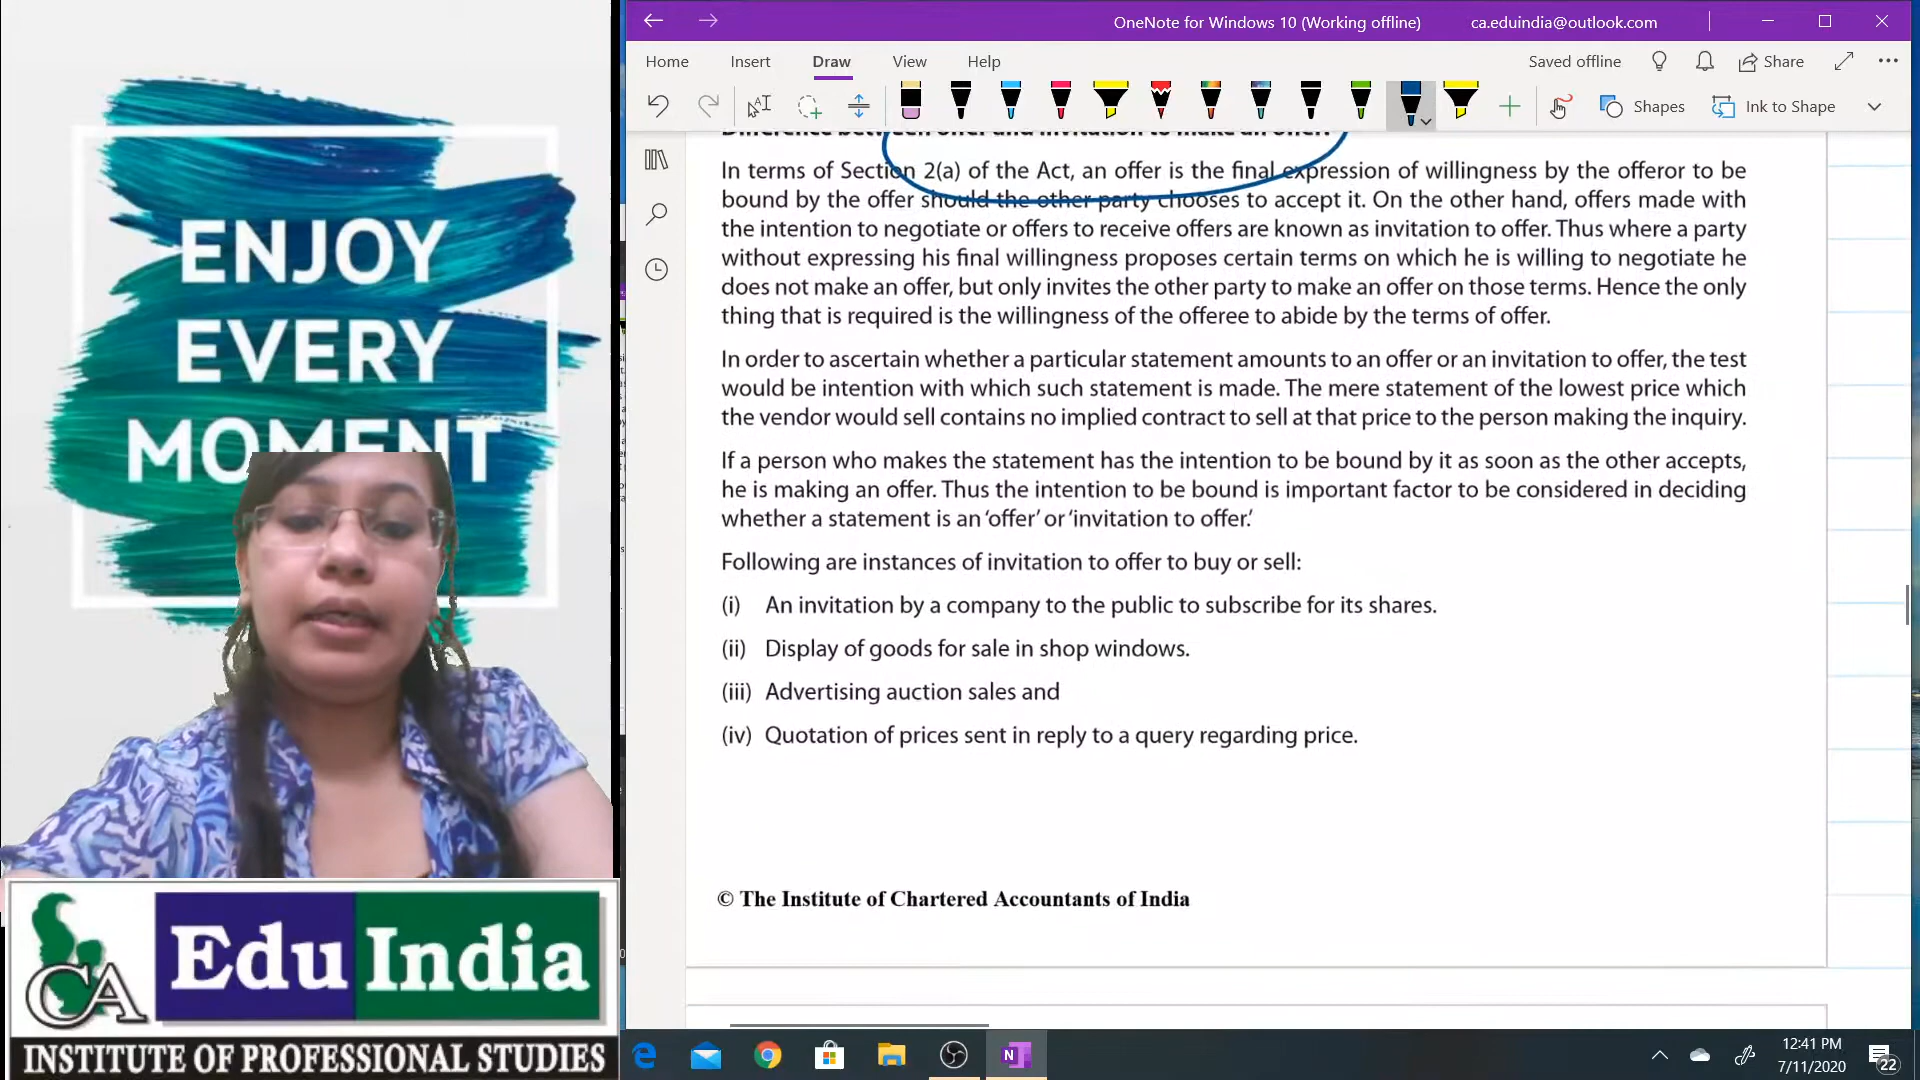 ENJOY
EVERY
MOMENT
CA Edu India
INSTITUTE OF PROFESSIONAL STUDIES
OneNote for Windows 10 (Working offline)
ca.eduindia@outlook.com
Home Insert Draw View Help
Saved offline
Share
Shapes
Ink to Shape
Difference between offer and invitation to make an offer:
In terms of Section 2(a) of the Act, an offer is the final expression of willingness by the offeror to be
bound by the offer should the other party chooses to accept it. On the other hand, offers made with
the intention to negotiate or offers to receive offers are known as invitation to offer. Thus where a party
without expressing his final willingness proposes certain terms on which he is willing to negotiate he
does not make an offer, but only invites the other party to make an offer on those terms. Hence the only
thing that is required is the willingness of the offeree to abide by the terms of offer.
In order to ascertain whether a particular statement amounts to an offer or an invitation to offer, the test
would be intention with which such statement is made. The mere statement of the lowest price which
the vendor would sell contains no implied contract to sell at that price to the person making the inquiry.
If a person who makes the statement has the intention to be bound by it as soon as the other accepts,
he is making an offer. Thus the intention to be bound is important factor to be considered in deciding
whether a statement is an ‘offer’ or ‘invitation to offer.’
Following are instances of invitation to offer to buy or sell:
(i) An invitation by a company to the public to subscribe for its shares.
(ii) Display of goods for sale in shop windows.
(iii) Advertising auction sales and
(iv) Quotation of prices sent in reply to a query regarding price.
© The Institute of Chartered Accountants of India
12:41 PM
7/11/2020
22